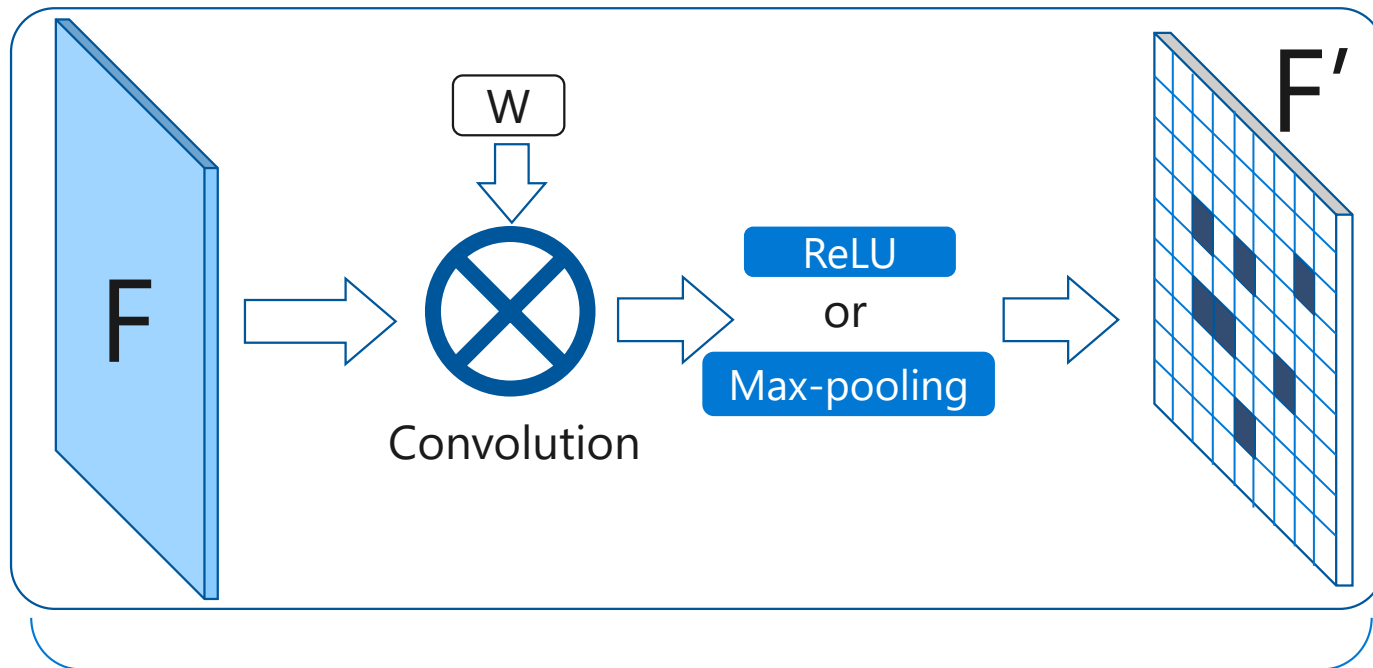 F
W
Convolution
ReLU
or
Max-pooling
F′